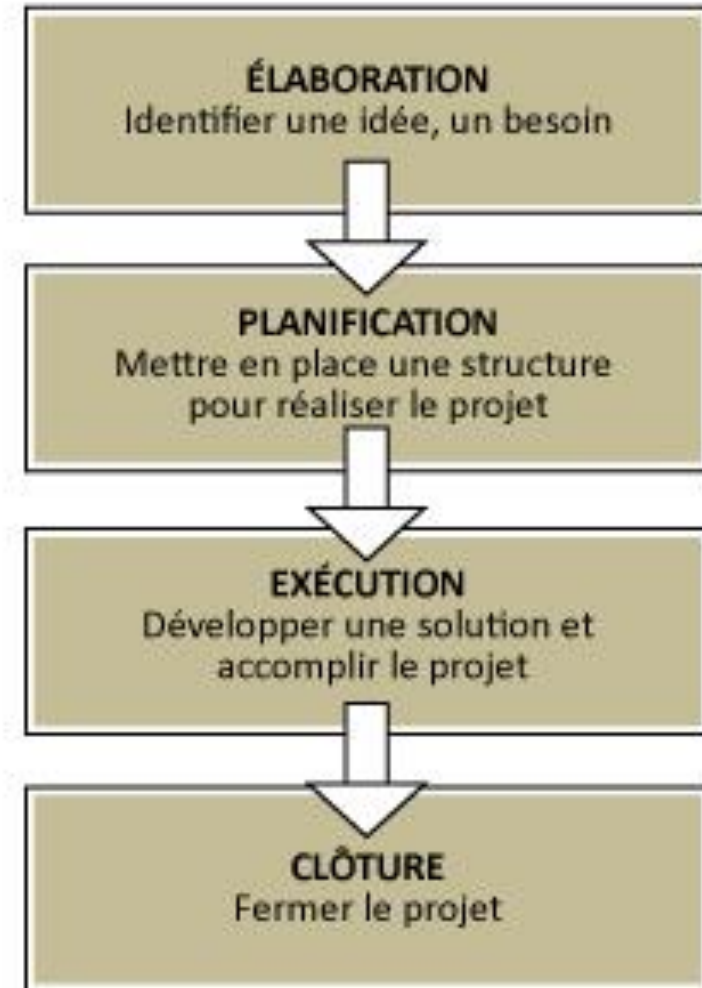 ÉLABORATION
Identifier une idée, un besoin
PLANIFICATION
Mettre en place une structure
pour réaliser le projet
EXÉCUTION
Développer une solution et
accomplir le projet
CLÔTURE
Fermer le projet